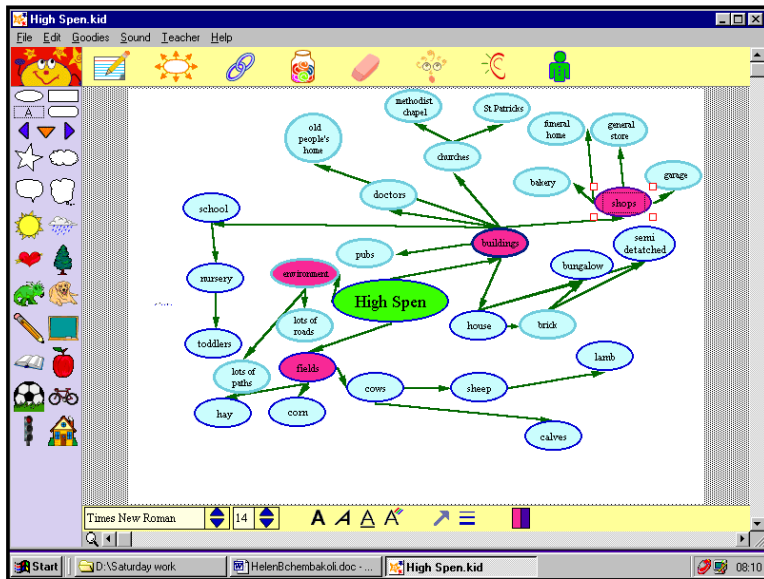 High Spen.kid
File Edit Goodies Sound Teacher Help
A
methodist
chapel
St Patricks
funeral
home
general
store
old
people's
home
churches
bakery
garage
doctors
shops
school
buildings
semi
detatched
pubs
bungalow
nursery
environment
High Spen
lots of
roads
house
brick
toddlers
lots of
paths
fields
cows
sheep
lamb
hay
corn
calves
Times New Roman 14 A A A A
Start D:\Saturday work HelenBchembakoli.doc - ... High Spen.kid 08:10